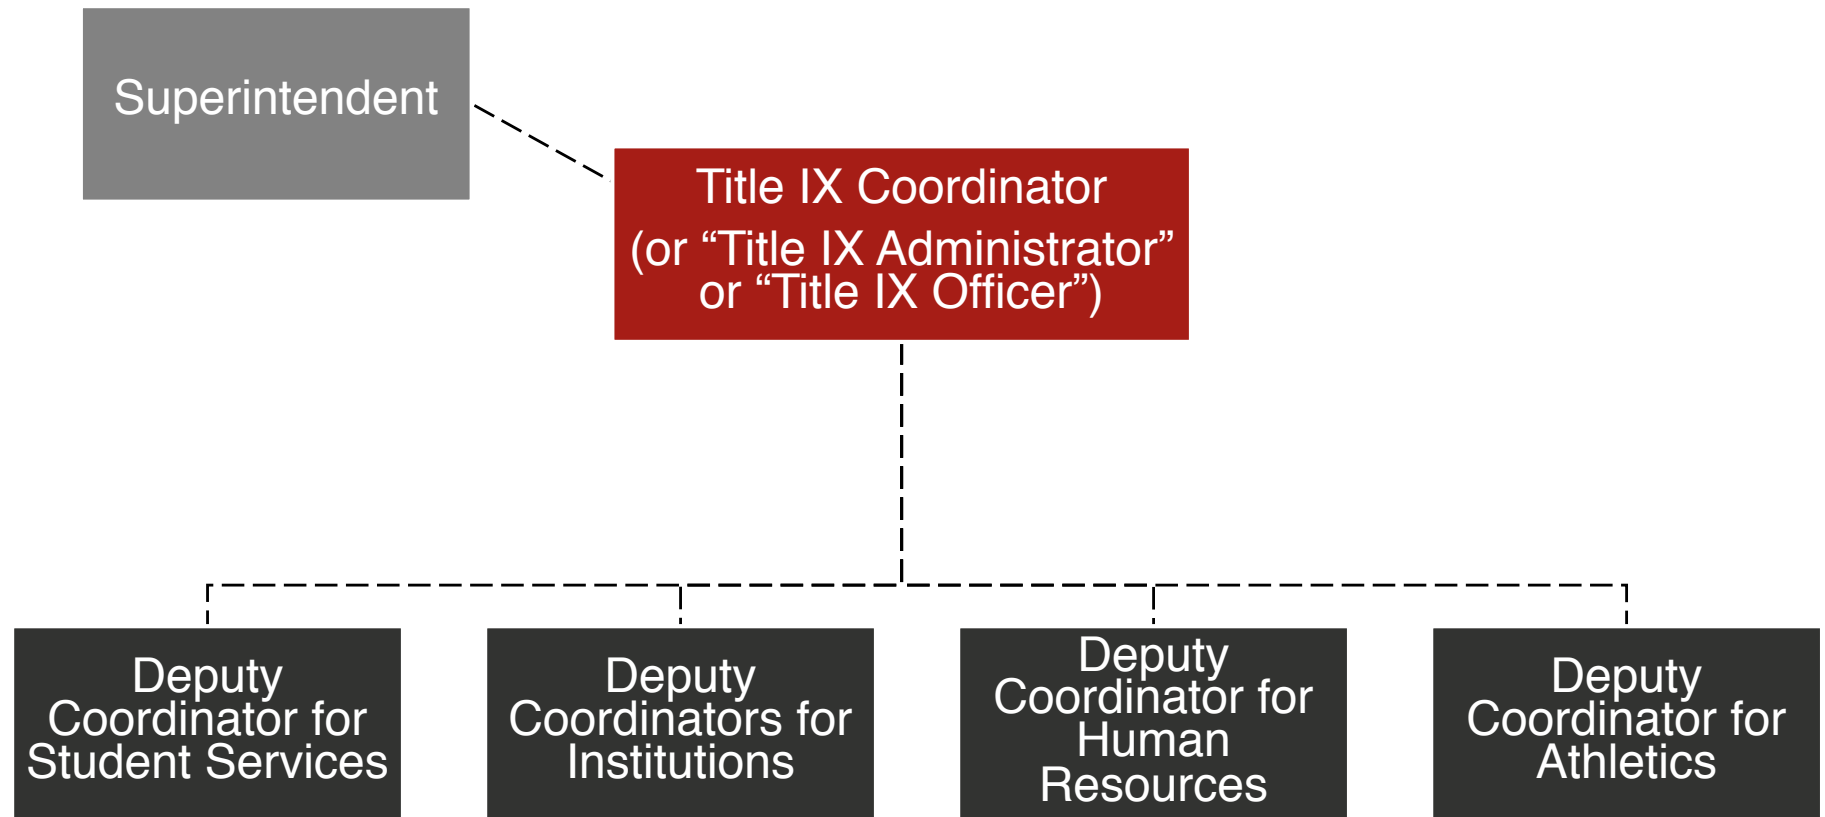 Superintendent
Title IX Coordinator
(or “Title IX Administrator”
or “Title IX Officer”)
Deputy
Coordinator for
Student Services
Deputy
Coordinators for
Institutions
Deputy
Coordinator for
Human
Resources
Deputy
Coordinator for
Athletics